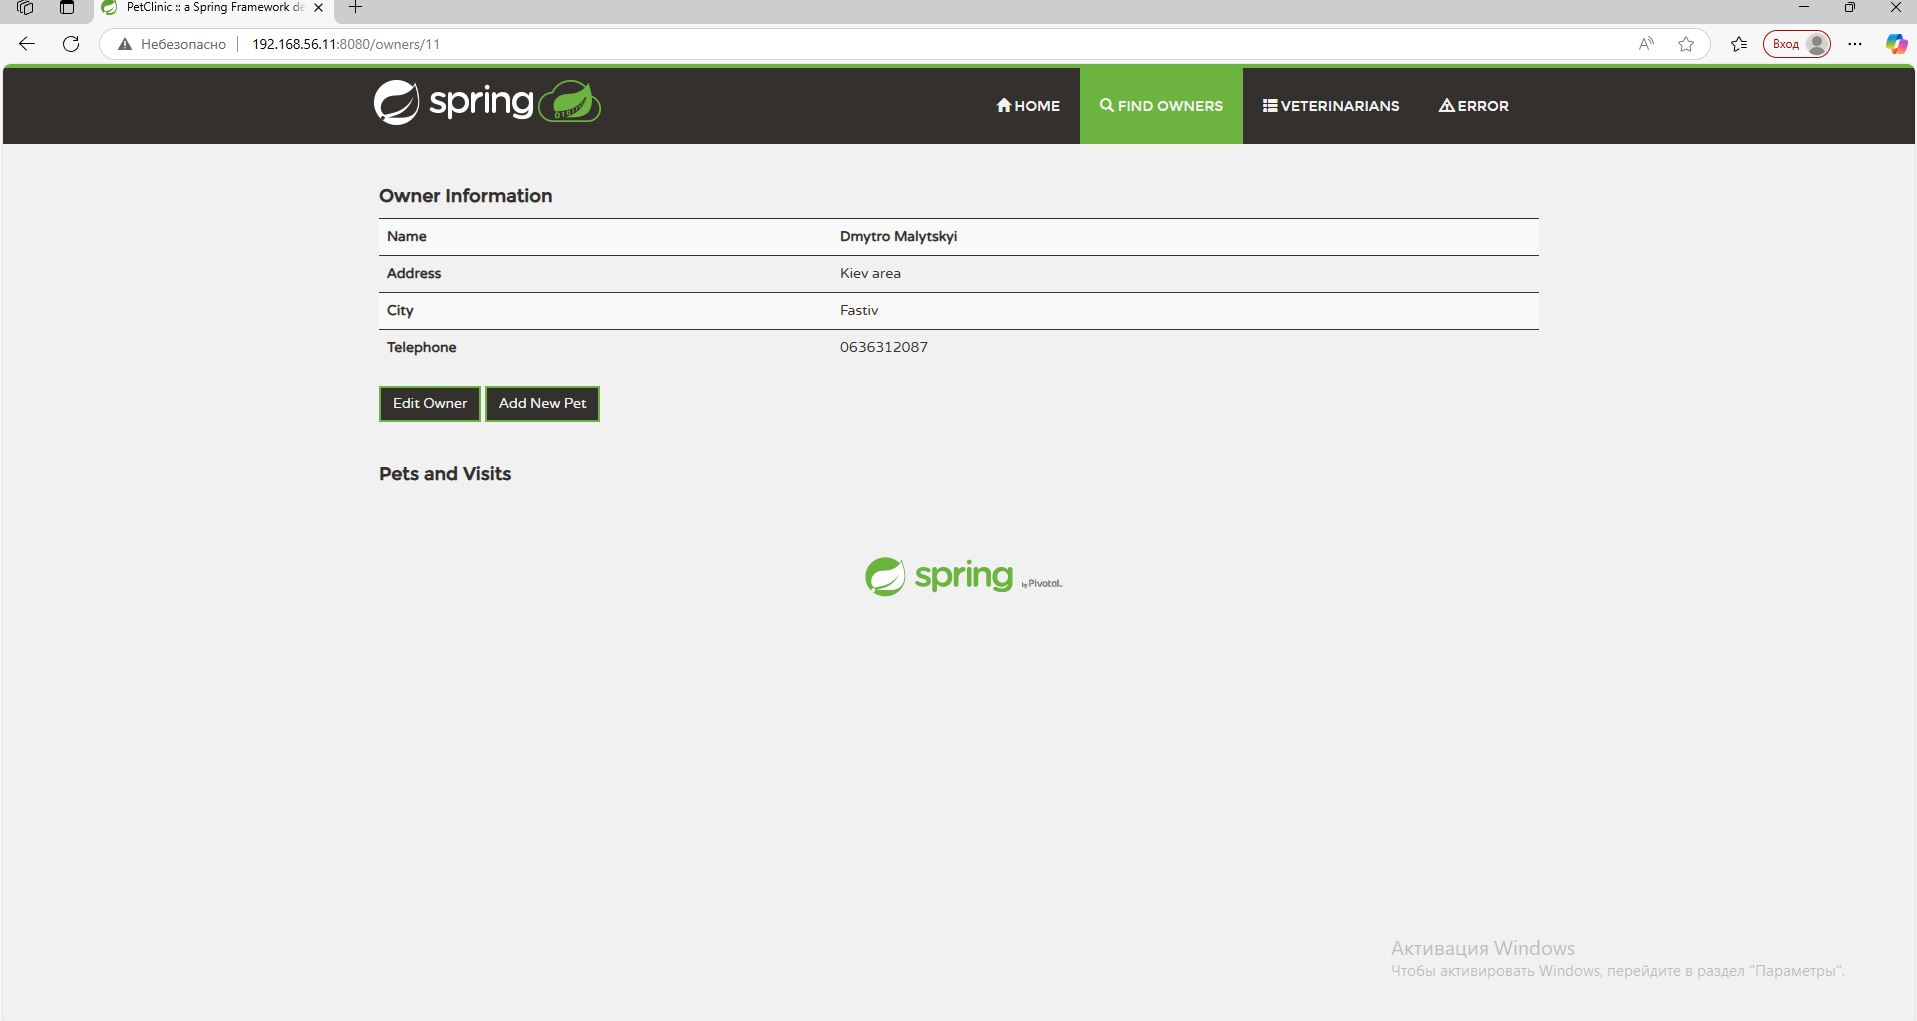 PetClinic :: a Spring Framework de
Небезопасно
192.168.56.11:8080/owners/11
Вход
spring
HOME
FIND OWNERS
VETERINARIANS
ERROR
Owner Information
Name Dmytro Malytskyi
Address Kiev area
City Fastiv
Telephone 0636312087
Edit Owner
Add New Pet
Pets and Visits
spring by Pivotal.
Активация Windows
Чтобы активировать Windows, перейдите в раздел "Параметры".